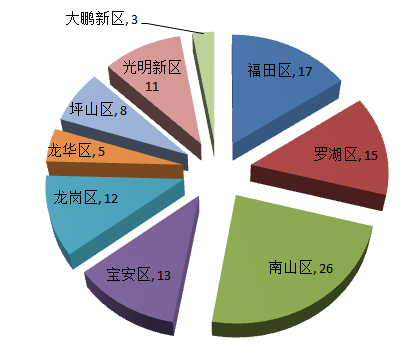 大鹏新区, 3
福田区, 17
光明新区
11
坪山区, 8
罗湖区, 15
龙华区, 5
龙岗区, 12
南山区, 26
宝安区, 13